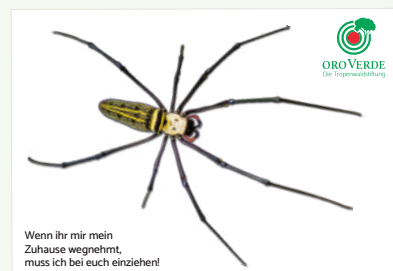 OROVERDE
Die Tropenwaldstiftung
Wenn ihr mir mein
Zuhause wegnehmt,
muss ich bei euch einziehen!